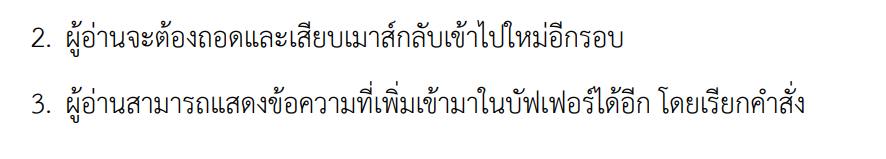 2. ผู้อ่านจะต้องถอดและเสียบเมาส์กลับเข้าไปใหม่อีกรอบ
3. ผู้อ่านสามารถแสดงข้อความที่เพิ่มเข้ามาในบัฟเฟอร์ได้อีก โดยเรียกคำสั่ง